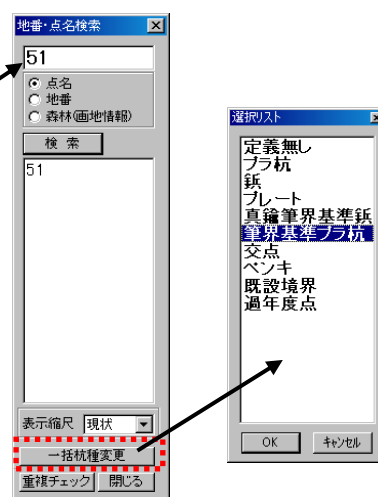 地番・点名検索
51
点名
地番
森林(画地情報)
検 索
51
表示縮尺 現状
一括杭種変更
重複チェック 閉じる
選択リスト
定義無し
プラ杭
鋲
プレート
真鍮筆界基準鋲
筆界基準プラ杭
交点
ペンキ
既設境界
過年度点
OK キャンセル